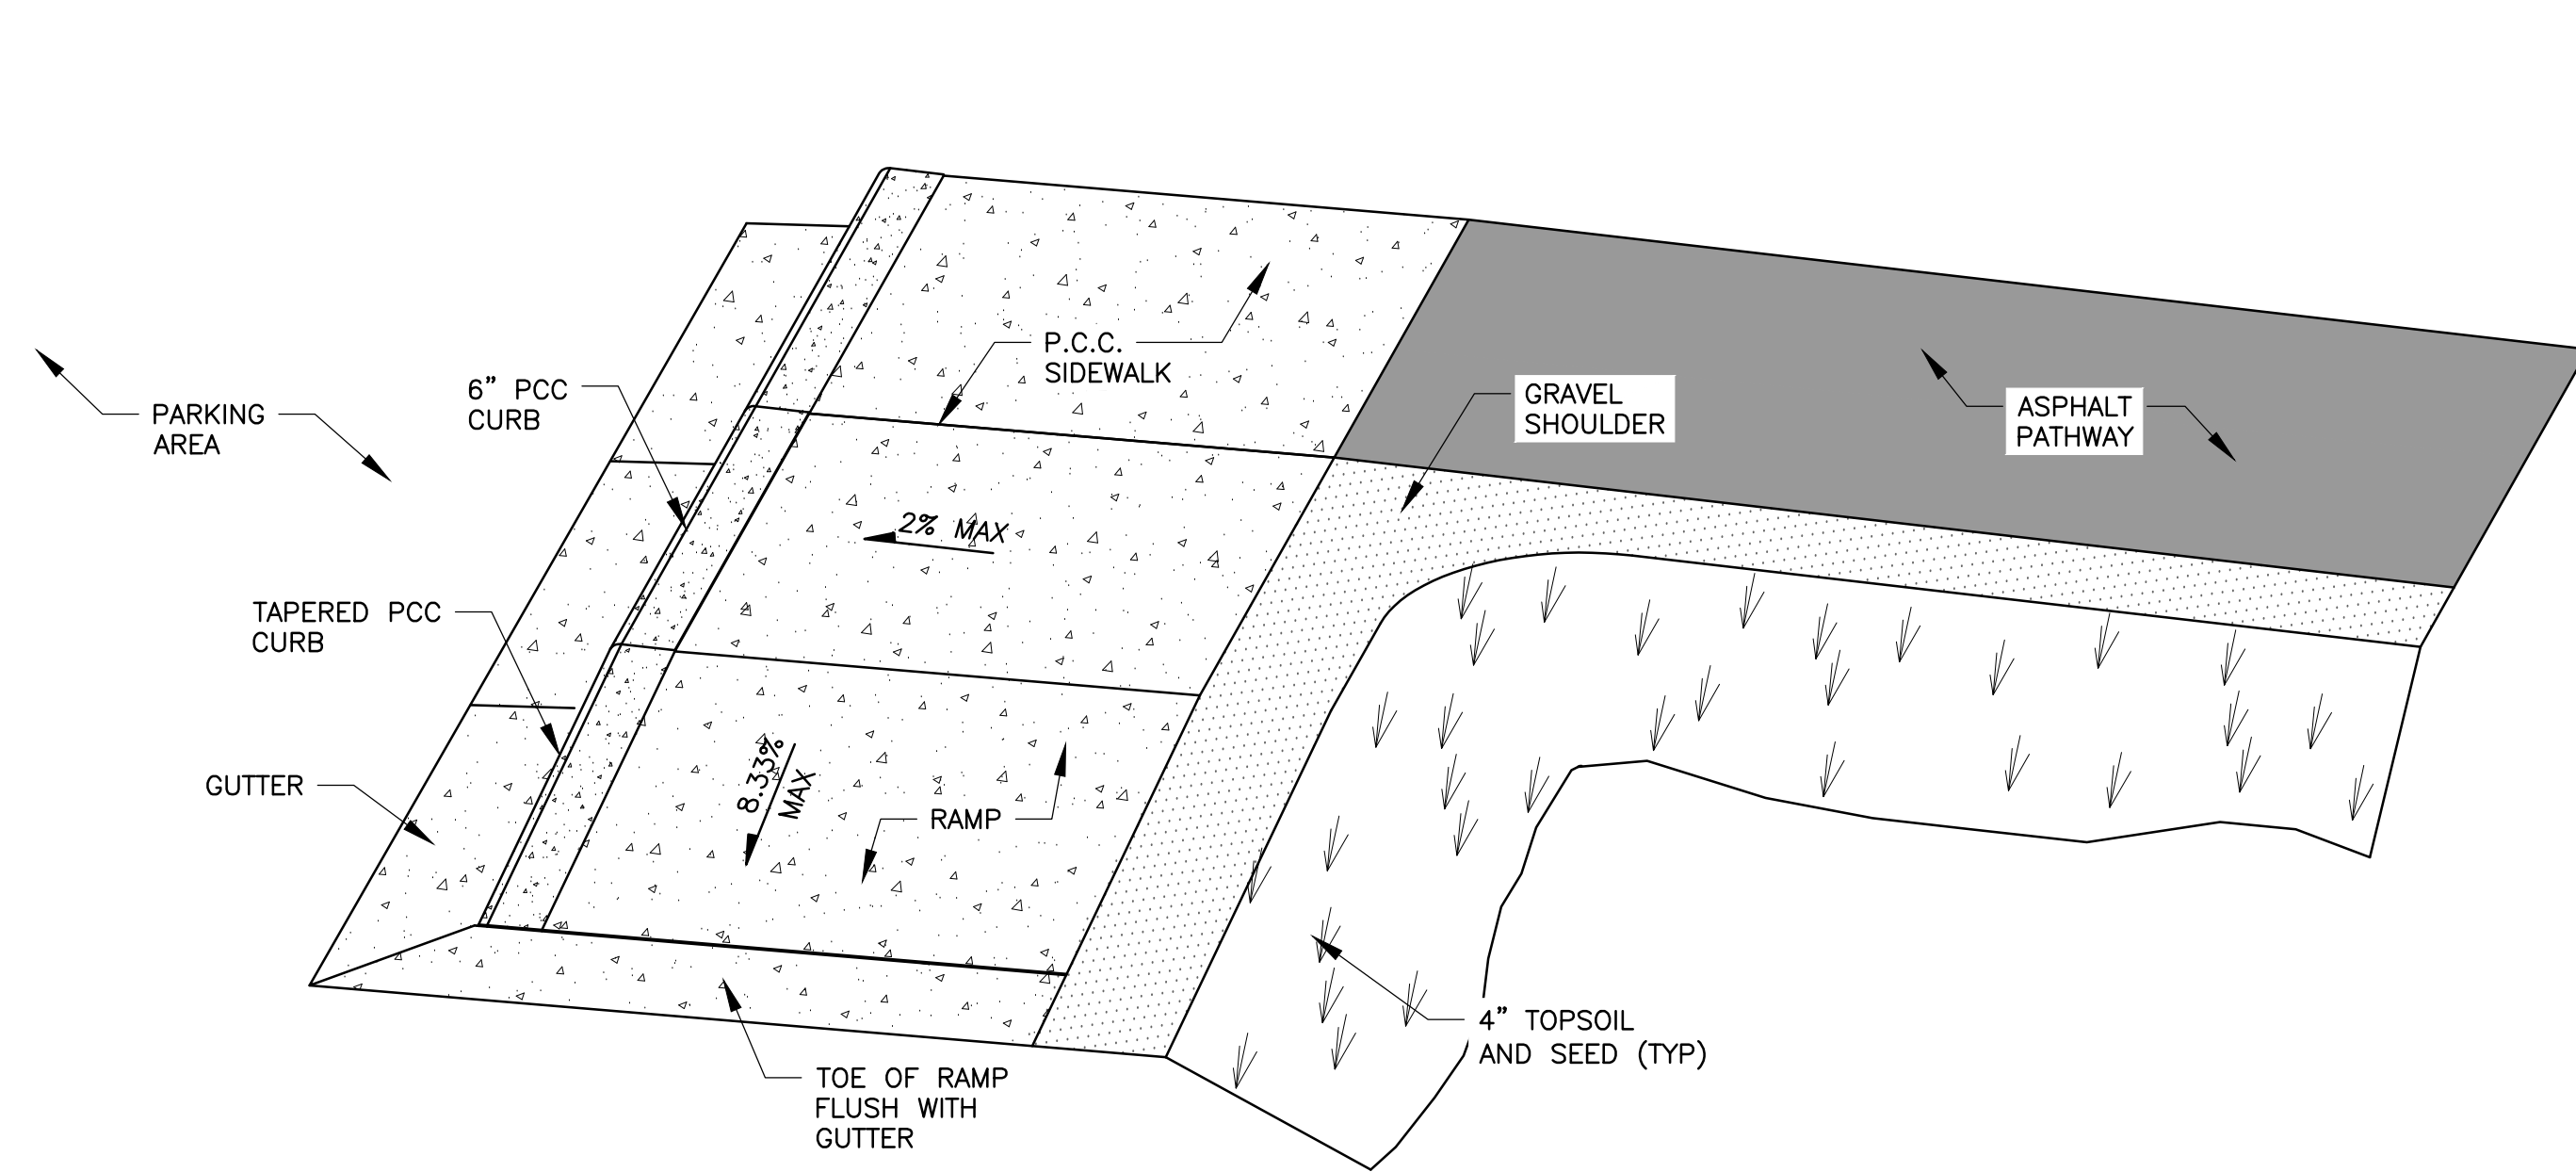 P.C.C.
SIDEWALK
6” PCC
CURB
GRAVEL
SHOULDER
ASPHALT
PATHWAY
PARKING
AREA
2% MAX
TAPERED PCC
CURB
8.33%
MAX
GUTTER
RAMP
4” TOPSOIL
AND SEED (TYP)
TOE OF RAMP
FLUSH WITH
GUTTER